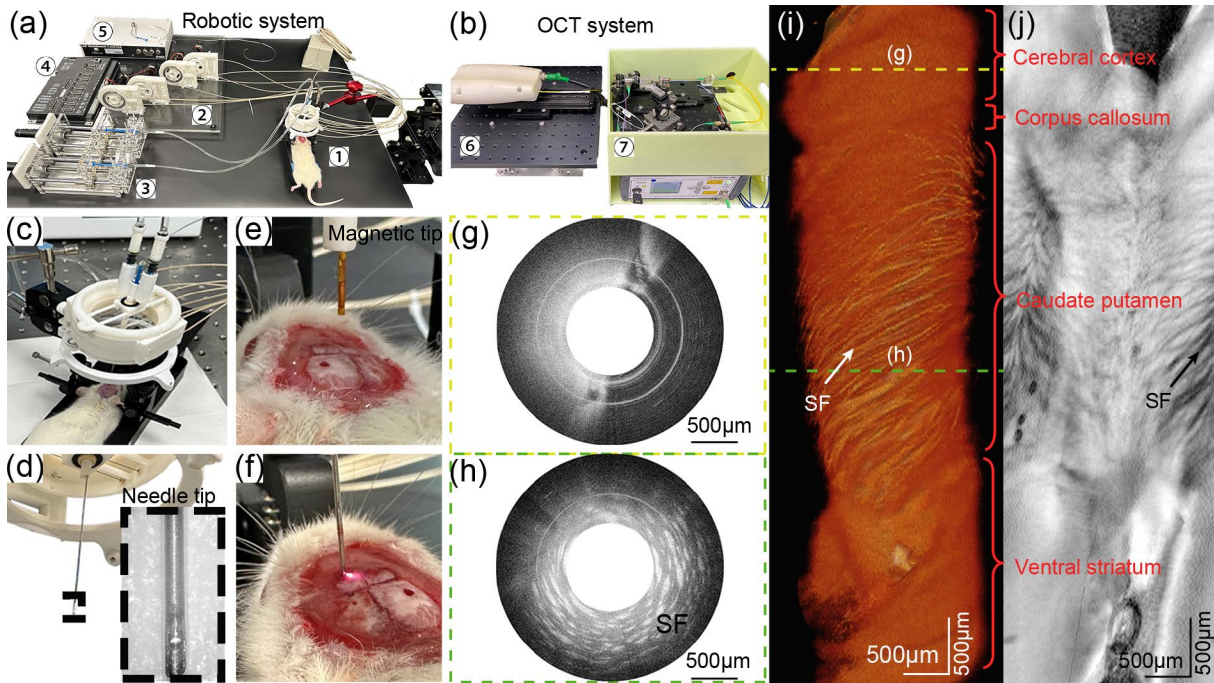 (a) Robotic system
⑤
④
②
①
③
(b) OCT system
⑥
⑦
(c)
(e)
Magnetic tip
(d)
Needle tip
(f)
(g)
500μm
(h)
SF
500μm
(i)
(g)
SF
(h)
500μm
500μm
Cerebral cortex
Corpus callosum
Caudate putamen
Ventral striatum
(j)
SF
500μm
500μm